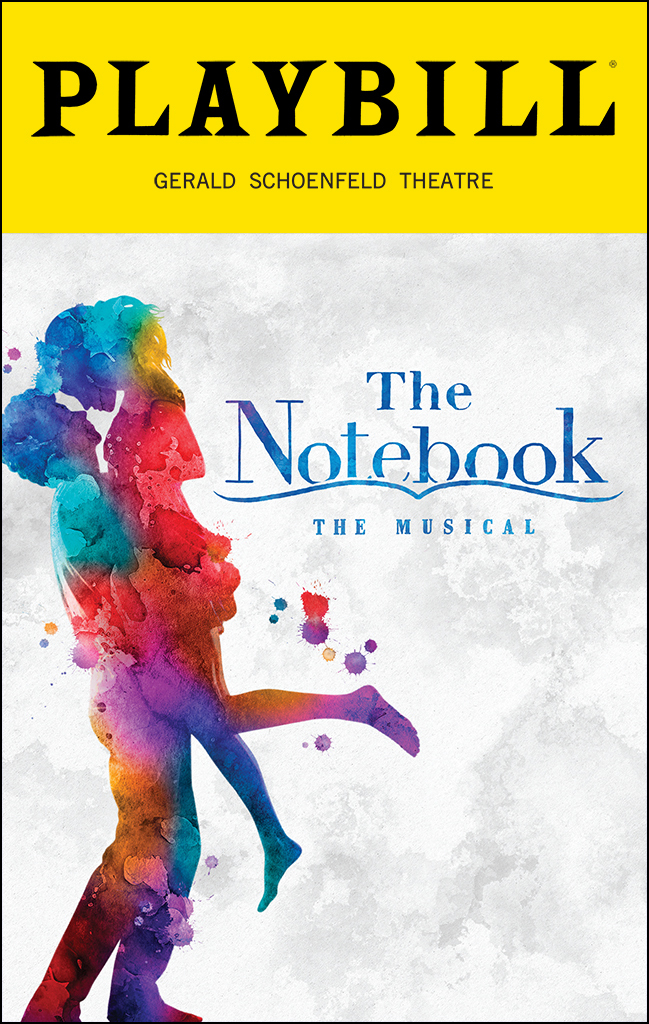 PLAYBILL®
GERALD SCHOENFELD THEATRE
The
Notebook
THE MUSICAL